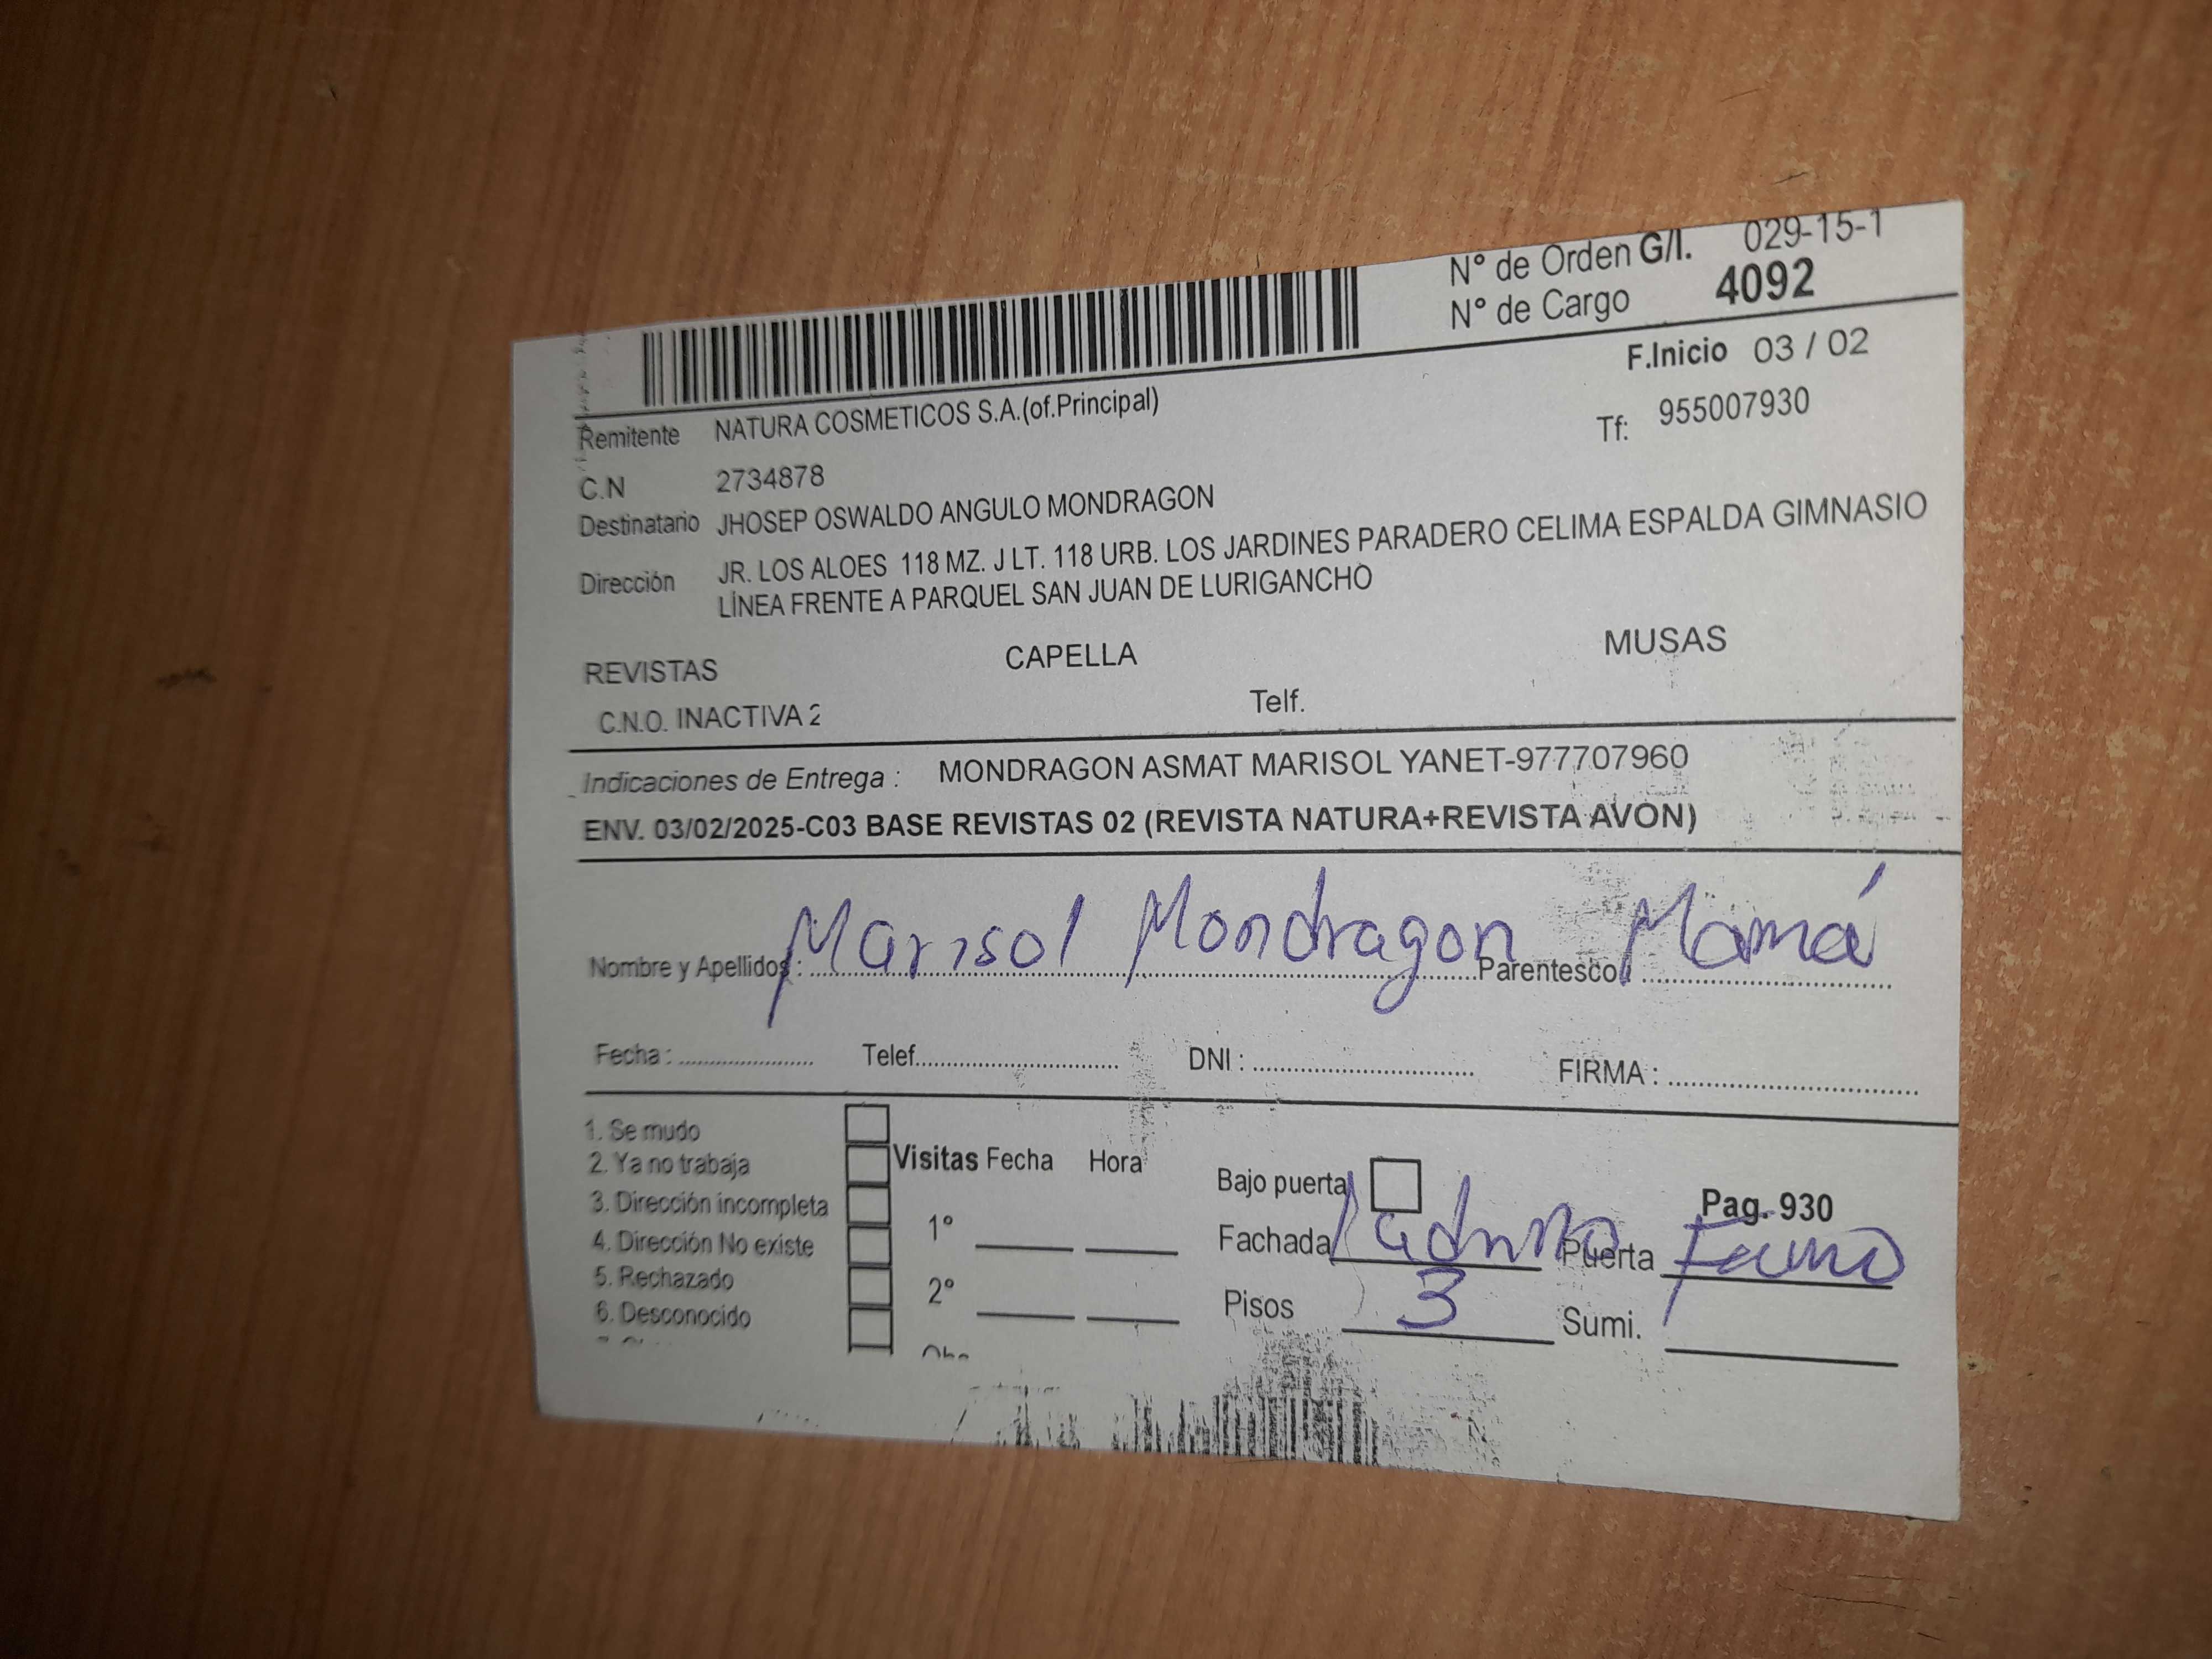 N° de Orden G/I. 029-15-1
N° de Cargo 4092
F.Inicio 03 / 02
Remitente NATURA COSMETICOS S.A.(of.Principal)
Tf: 955007930
C.N 2734878
Destinatario JHOSEP OSWALDO ANGULO MONDRAGON
Dirección JR. LOS ALOES 118 MZ. J LT. 118 URB. LOS JARDINES PARADERO CELIMA ESPALDA GIMNASIO
LÍNEA FRENTE A PARQUEL SAN JUAN DE LURIGANCHO
REVISTAS CAPELLA MUSAS
C.N.O. INACTIVA 2 Telf.
Indicaciones de Entrega : MONDRAGON ASMAT MARISOL YANET-977707960
ENV. 03/02/2025-C03 BASE REVISTAS 02 (REVISTA NATURA+REVISTA AVON)
Nombre y Apellidos : Marisol Mondragon Parentesco : Mamá
Fecha : Telef. DNI : FIRMA :
1. Se mudo
2. Ya no trabaja
3. Dirección incompleta
4. Dirección No existe
5. Rechazado
6. Desconocido
Visitas Fecha Hora
1°
2°
Bajo puerta Pag. 930
Fachada Ladrillo Puerta Fierro
Pisos 3 Sumi.